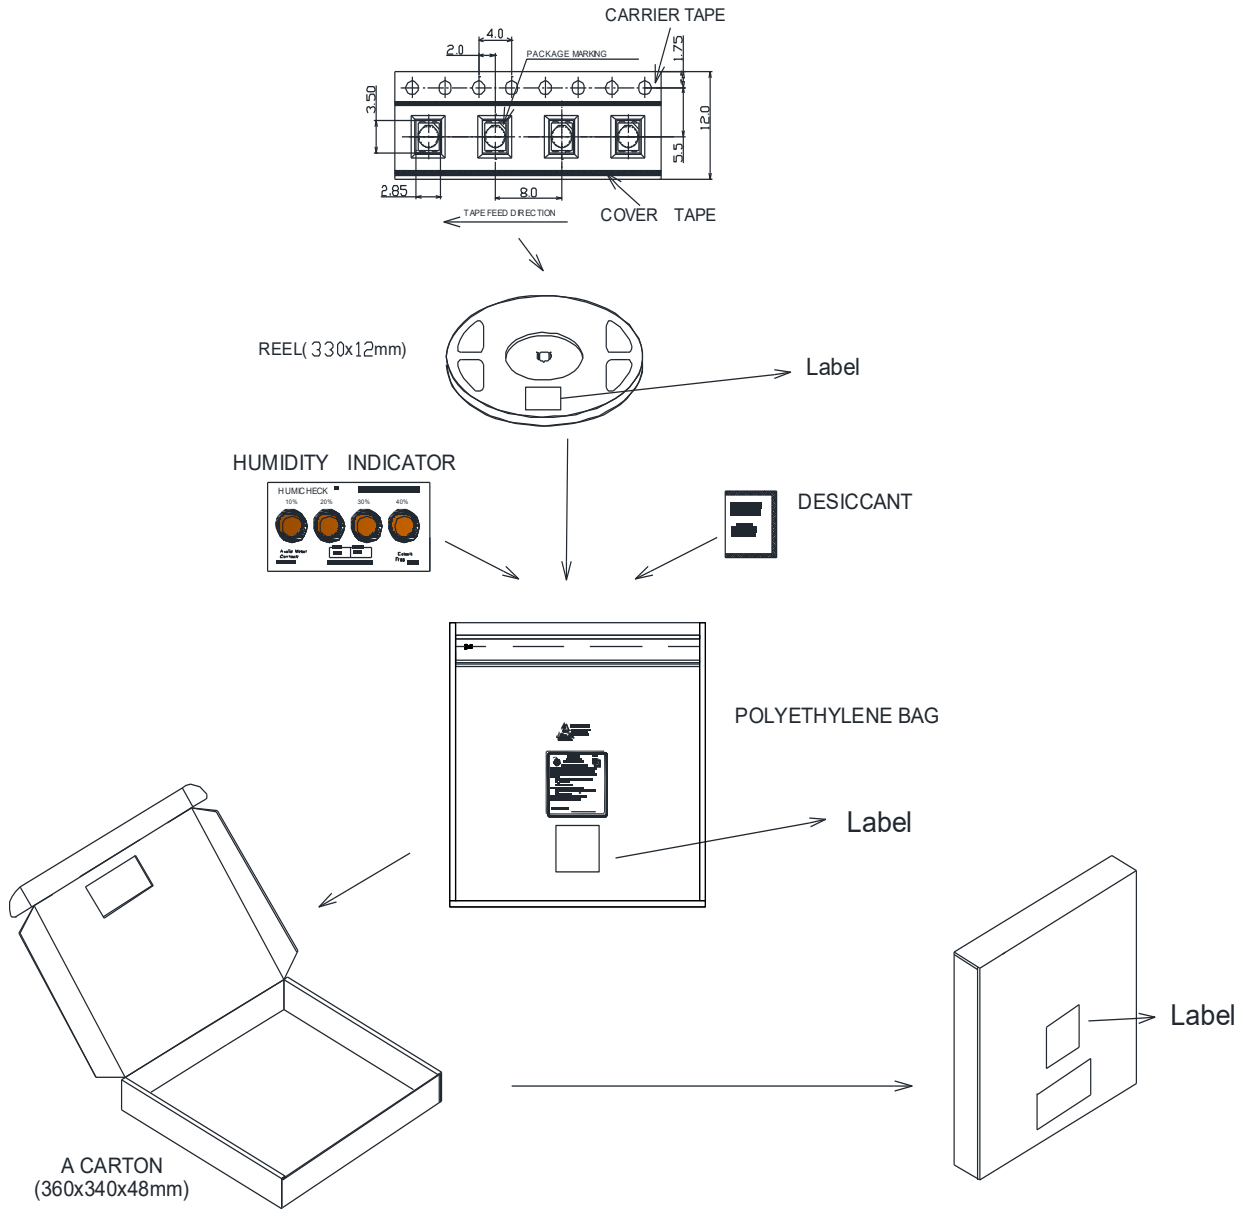 CARRIER TAPE
4.0
2.0
PACKAGE MARKING
1.75
3.50
12.0
5.5
2.85
8.0
TAPE FEED DIRECTION
COVER TAPE
REEL( 330x12mm)
Label
HUMIDITY INDICATOR
HUMICHECK
10% 20% 30% 40%
DESICCANT
POLYETHYLENE BAG
Label
Label
A CARTON
(360x340x48mm)